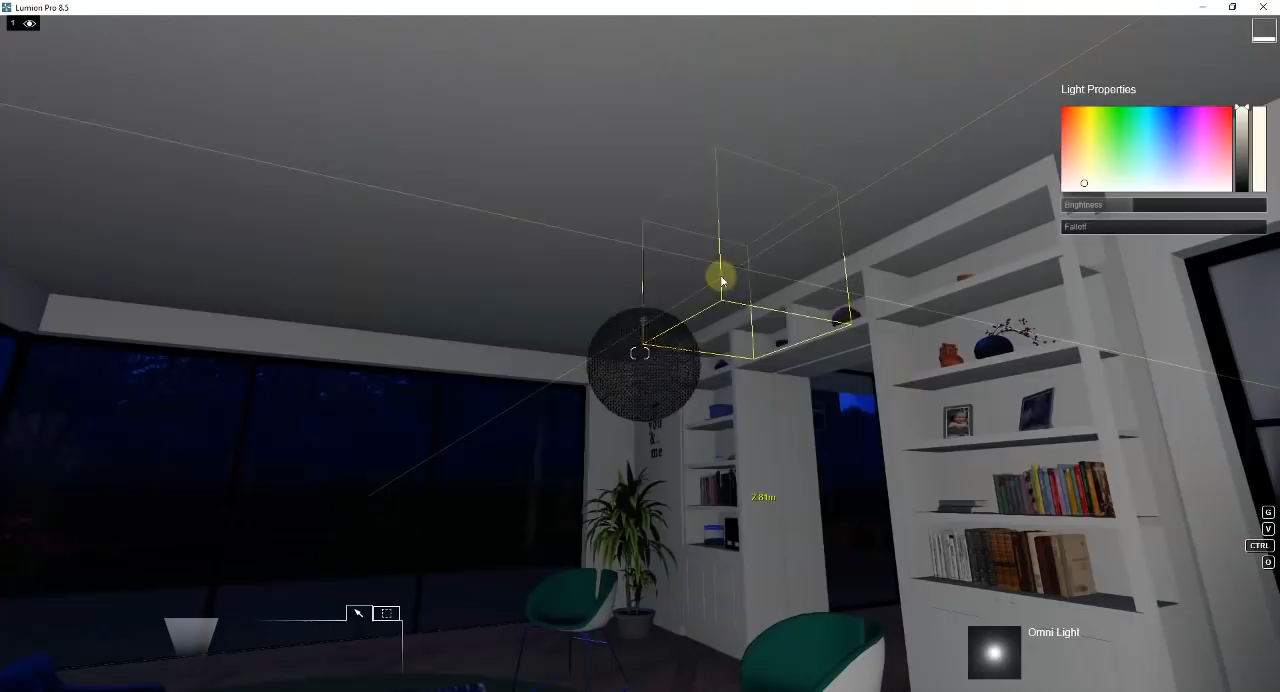 Lumion Pro 8.5
1
Light Properties
Brightness
Falloff
you
&
me
2.81m
G
V
CTRL
O
Omni Light